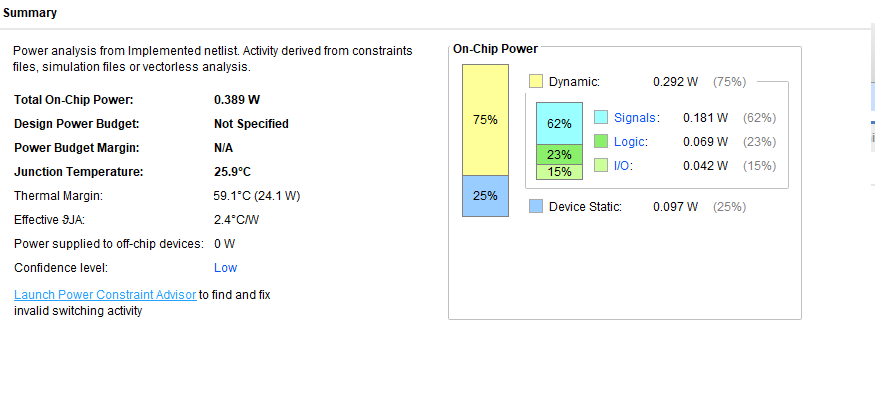 Summary
Power analysis from Implemented netlist. Activity derived from constraints
files, simulation files or vectorless analysis.
Total On-Chip Power: 0.389 W
Design Power Budget: Not Specified
Power Budget Margin: N/A
Junction Temperature: 25.9°C
Thermal Margin: 59.1°C (24.1 W)
Effective ϑJA: 2.4°C/W
Power supplied to off-chip devices: 0 W
Confidence level: Low
Launch Power Constraint Advisor to find and fix
invalid switching activity
On-Chip Power
75%
25%
Dynamic: 0.292 W (75%)
62%
23%
15%
Signals: 0.181 W (62%)
Logic: 0.069 W (23%)
I/O: 0.042 W (15%)
Device Static: 0.097 W (25%)